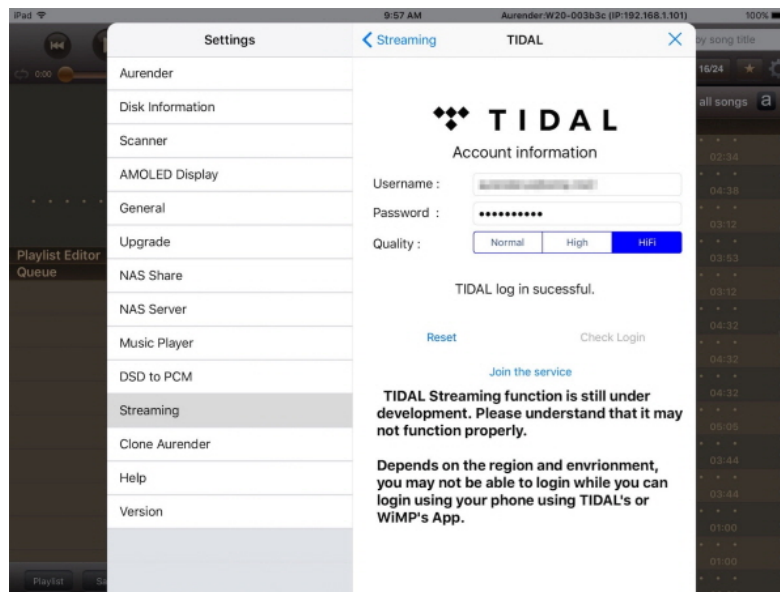 iPad
9:57 AM
Aurender:W20-003b3c (IP:192.168.1.101)
100%
0:00
Playlist Editor
Queue
Playlist
Settings
Aurender
Disk Information
Scanner
AMOLED Display
General
Upgrade
NAS Share
NAS Server
Music Player
DSD to PCM
Streaming
Clone Aurender
Help
Version
Streaming
TIDAL
TIDAL
Account information
Username :
Password :
Quality :
Normal
High
HiFi
TIDAL log in sucessful.
Reset
Check Login
Join the service
TIDAL Streaming function is still under
development. Please understand that it may
not function properly.
Depends on the region and envrionment,
you may not be able to login while you can
login using your phone using TIDAL's or
WiMP's App.
by song title
16/24
all songs
a
02:34
04:38
03:12
03:53
03:12
04:32
04:32
04:32
05:05
03:44
03:44
01:00
01:00